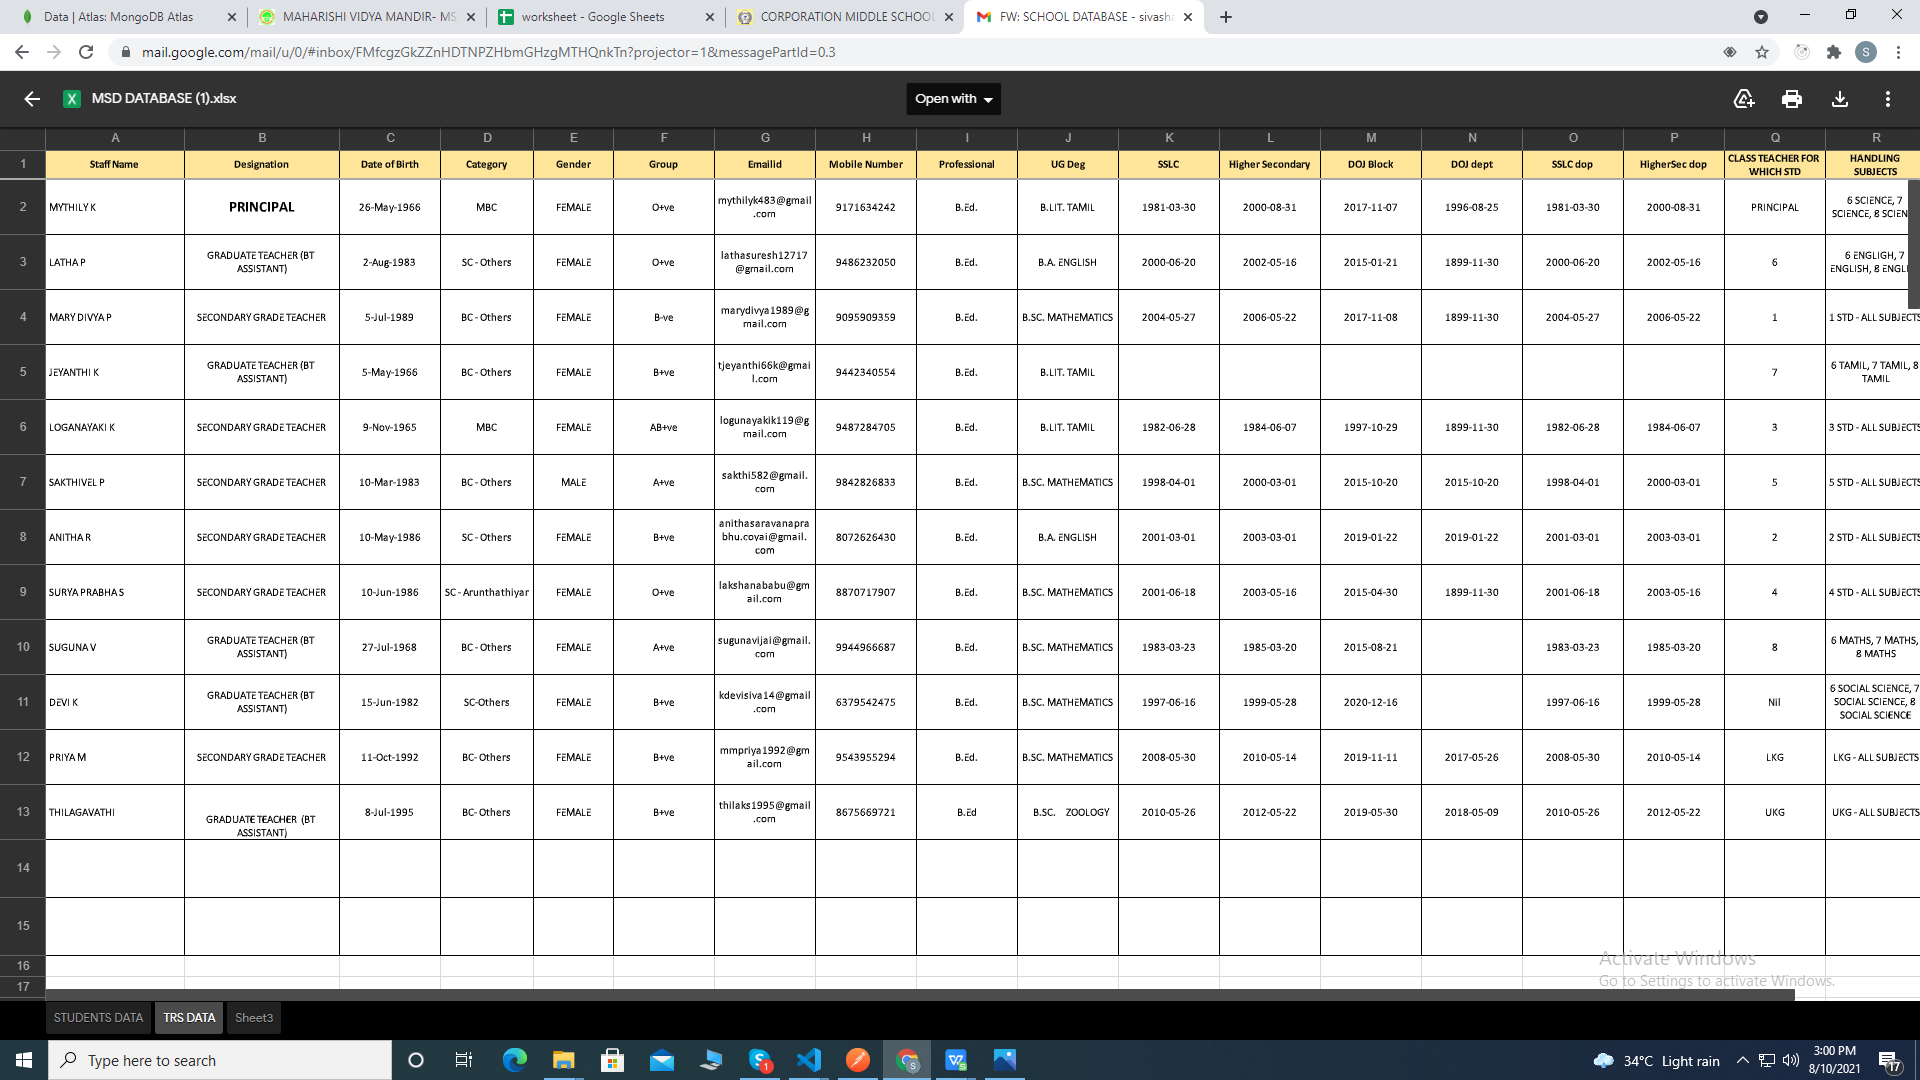 Data | Atlas: MongoDB Atlas
MAHARISHI VIDYA MANDIR- MS
worksheet - Google Sheets
CORPORATION MIDDLE SCHOOL
FW: SCHOOL DATABASE - sivasha
mail.google.com/mail/u/0/#inbox/FMfcgzGkZZnHDTNPZHbmGHzgMTHQnkTn?projector=1&messagePartId=0.3
S
X MSD DATABASE (1).xlsx
Open with
A B C D E F G H I J K L M N O P Q R
1 Staff Name Designation Date of Birth Category Gender Group Emailid Mobile Number Professional UG Deg SSLC Higher Secondary DOJ Block DOJ dept SSLC dop HigherSec dop CLASS TEACHER FOR WHICH STD HANDLING SUBJECTS
2 MYTHILY K PRINCIPAL 26-May-1966 MBC FEMALE O+ve mythilyk483@gmail.com 9171634242 B.Ed. B.LIT. TAMIL 1981-03-30 2000-08-31 2017-11-07 1996-08-25 1981-03-30 2000-08-31 PRINCIPAL 6 SCIENCE, 7 SCIENCE, 8 SCIEN
3 LATHA P GRADUATE TEACHER (BT ASSISTANT) 2-Aug-1983 SC - Others FEMALE O+ve lathasuresh12717@gmail.com 9486232050 B.Ed. B.A. ENGLISH 2000-06-20 2002-05-16 2015-01-21 1899-11-30 2000-06-20 2002-05-16 6 6 ENGLIGH, 7 ENGLISH, 8 ENGLI
4 MARY DIVYA P SECONDARY GRADE TEACHER 5-Jul-1989 BC - Others FEMALE B-ve marydivya1989@gmail.com 9095909359 B.Ed. B.SC. MATHEMATICS 2004-05-27 2006-05-22 2017-11-08 1899-11-30 2004-05-27 2006-05-22 1 1 STD - ALL SUBJECTS
5 JEYANTHI K GRADUATE TEACHER (BT ASSISTANT) 5-May-1966 BC - Others FEMALE B+ve tjeyanthi66k@gmail.com 9442340554 B.Ed. B.LIT. TAMIL 7 6 TAMIL, 7 TAMIL, 8 TAMIL
6 LOGANAYAKI K SECONDARY GRADE TEACHER 9-Nov-1965 MBC FEMALE AB+ve logunayakik119@gmail.com 9487284705 B.Ed. B.LIT. TAMIL 1982-06-28 1984-06-07 1997-10-29 1899-11-30 1982-06-28 1984-06-07 3 3 STD - ALL SUBJECTS
7 SAKTHIVEL P SECONDARY GRADE TEACHER 10-Mar-1983 BC - Others MALE A+ve sakthi582@gmail.com 9842826833 B.Ed. B.SC. MATHEMATICS 1998-04-01 2000-03-01 2015-10-20 2015-10-20 1998-04-01 2000-03-01 5 5 STD - ALL SUBJECTS
8 ANITHA R SECONDARY GRADE TEACHER 10-May-1986 SC - Others FEMALE B+ve anithasaravanaprabhu.covai@gmail.com 8072626430 B.Ed. B.A. ENGLISH 2001-03-01 2003-03-01 2019-01-22 2019-01-22 2001-03-01 2003-03-01 2 2 STD - ALL SUBJECTS
9 SURYA PRABHA S SECONDARY GRADE TEACHER 10-Jun-1986 SC - Arunthathiyar FEMALE O+ve lakshanababu@gmail.com 8870717907 B.Ed. B.SC. MATHEMATICS 2001-06-18 2003-05-16 2015-04-30 1899-11-30 2001-06-18 2003-05-16 4 4 STD - ALL SUBJECTS
10 SUGUNA V GRADUATE TEACHER (BT ASSISTANT) 27-Jul-1968 BC - Others FEMALE A+ve sugunavijai@gmail.com 9944966687 B.Ed. B.SC. MATHEMATICS 1983-03-23 1985-03-20 2015-08-21 1983-03-23 1985-03-20 8 6 MATHS, 7 MATHS, 8 MATHS
11 DEVI K GRADUATE TEACHER (BT ASSISTANT) 15-Jun-1982 SC-Others FEMALE B+ve kdevisiva14@gmail.com 6379542475 B.Ed. B.SC. MATHEMATICS 1997-06-16 1999-05-28 2020-12-16 1997-06-16 1999-05-28 Nil 6 SOCIAL SCIENCE, 7 SOCIAL SCIENCE, 8 SOCIAL SCIENCE
12 PRIYA M SECONDARY GRADE TEACHER 11-Oct-1992 BC- Others FEMALE B+ve mmpriya1992@gmail.com 9543955294 B.Ed. B.SC. MATHEMATICS 2008-05-30 2010-05-14 2019-11-11 2017-05-26 2008-05-30 2010-05-14 LKG LKG - ALL SUBJECTS
13 THILAGAVATHI GRADUATE TEACHER (BT ASSISTANT) 8-Jul-1995 BC- Others FEMALE B+ve thilaks1995@gmail.com 8675669721 B.Ed B.SC. ZOOLOGY 2010-05-26 2012-05-22 2019-05-30 2018-05-09 2010-05-26 2012-05-22 UKG UKG - ALL SUBJECTS
14
15
16
17
Activate Windows
Go to Settings to activate Windows.
STUDENTS DATA TRS DATA Sheet3
Type here to search
1
34°C Light rain
3:00 PM
8/10/2021
17